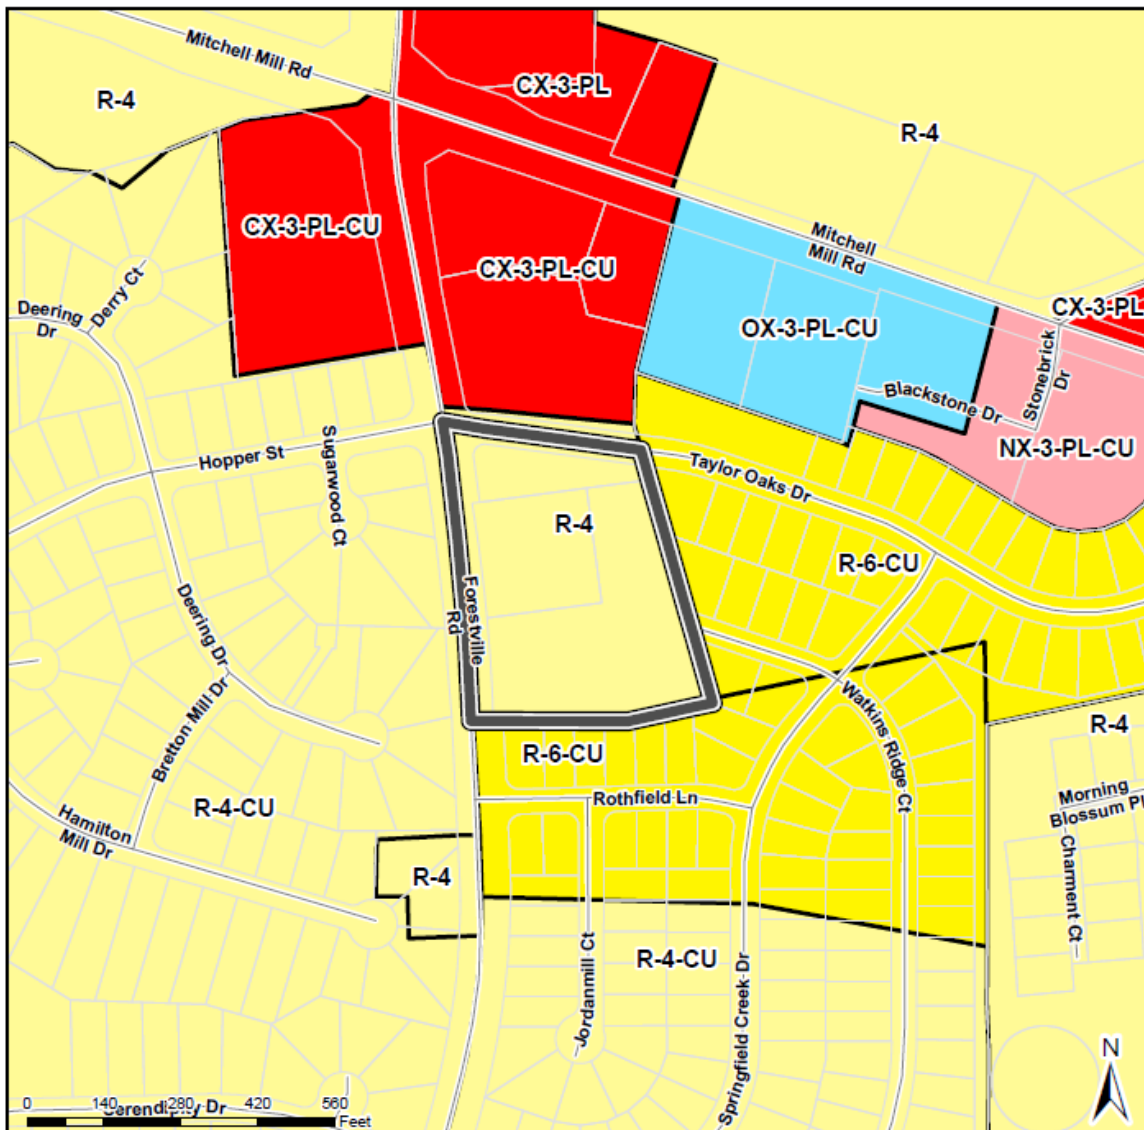 Mitchell Mill Rd
R-4
CX-3-PL
R-4
CX-3-PL-CU
CX-3-PL-CU
Mitchell
Mill Rd
Derry Ct
Deering
Dr
OX-3-PL-CU
CX-3-PL
Stonebrick
Dr
Blackstone Dr
NX-3-PL-CU
Hopper St
Sugarwood Ct
Taylor Oaks Dr
R-4
R-6-CU
Forestville
Rd
Deering Dr
Bretton Mill Dr
Watkins Ridge Ct
R-4
R-6-CU
Rothfield Ln
Morning
Blossum Pl
R-4-CU
Hamilton
Mill Dr
Charment Ct
R-4
R-4-CU
Jordanmill Ct
Springfield Creek Dr
N
0 140 280 420 560
Feet
Serendipity Dr